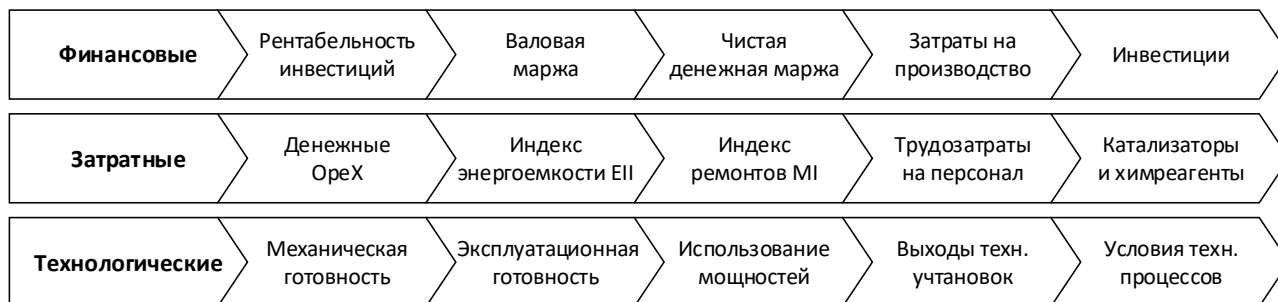 Финансовые
Рентабельность
инвестиций
Валовая
маржа
Чистая
денежная маржа
Затраты на
производство
Инвестиции
Затратные
Денежные
OpeX
Индекс
энергоемкости EII
Индекс
ремонтов MI
Трудозатраты
на персонал
Катализаторы
и химреагенты
Технологические
Механическая
готовность
Эксплуатационная
готовность
Использование
мощностей
Выходы техн.
учтановок
Условия техн.
процессов